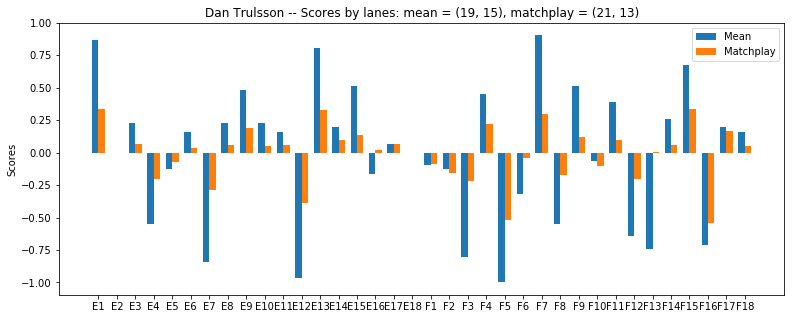 Dan Trulsson -- Scores by lanes: mean = (19, 15), matchplay = (21, 13)
Mean
Matchplay
Scores
1.00
0.75
0.50
0.25
0.00
−0.25
−0.50
−0.75
−1.00
E1 E2 E3 E4 E5 E6 E7 E8 E9 E10 E11 E12 E13 E14 E15 E16 E17 E18 F1 F2 F3 F4 F5 F6 F7 F8 F9 F10 F11 F12 F13 F14 F15 F16 F17 F18